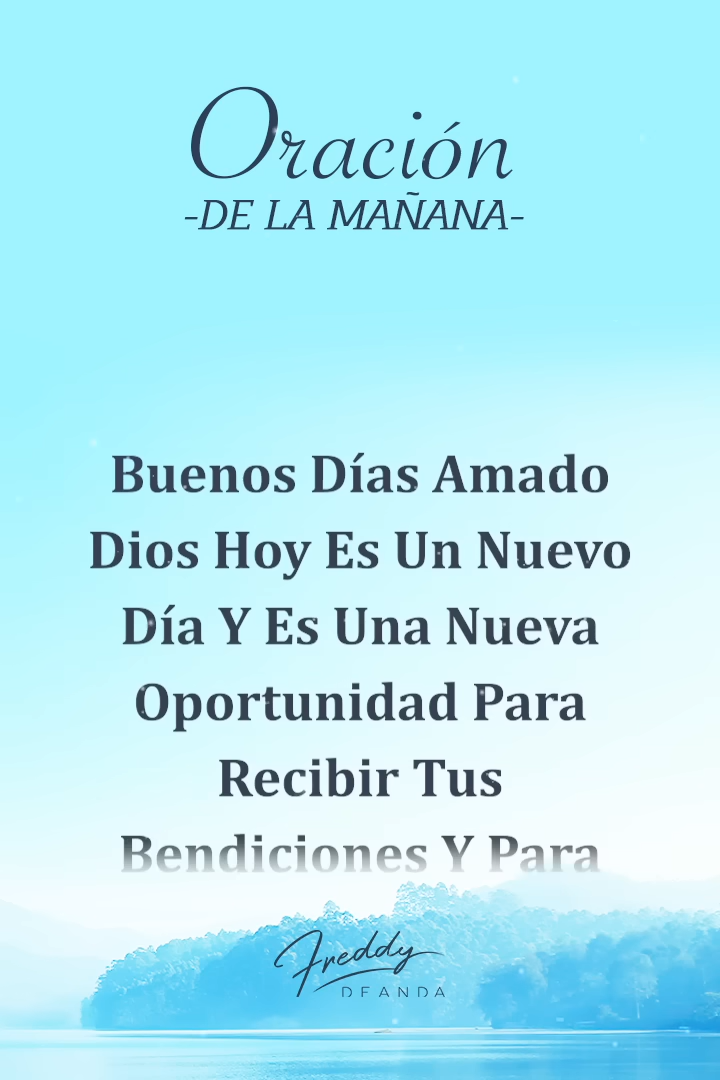 Oración
-DE LA MAÑANA-
Buenos Días Amado
Dios Hoy Es Un Nuevo
Día Y Es Una Nueva
Oportunidad Para
Recibir Tus
Bendiciones Y Para
Freddy
DEANDA